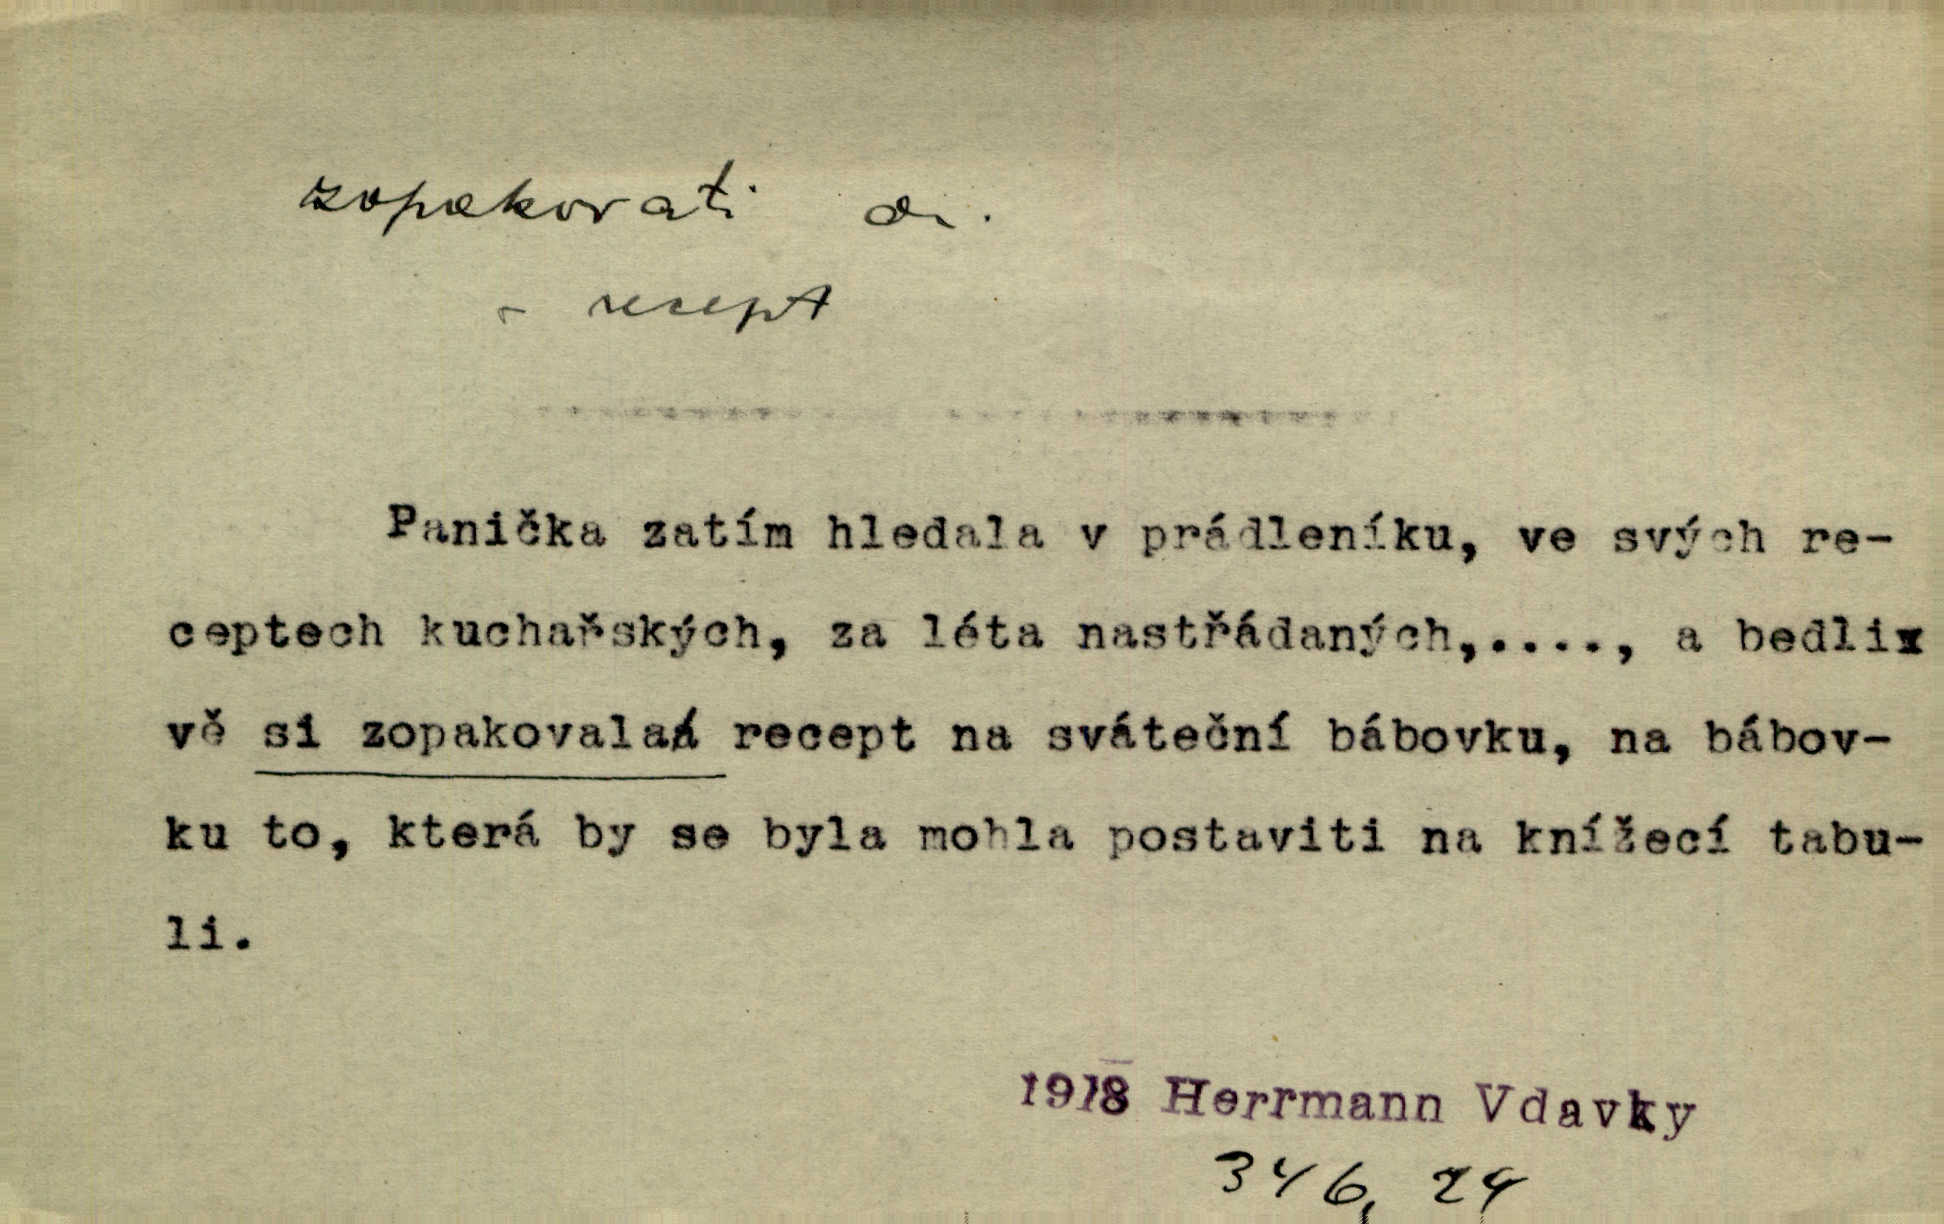 zopakovati dk.
- recept
Panička zatím hledala v prádleníku, ve svých re-
ceptech kuchařských, za léta nastřádaných,...., a bedlix
vě si zopakovalaá recept na sváteční bábovku, na bábov-
ku to, která by se byla mohla postaviti na knížecí tabu-
li.
1918 Herrmann Vdavky
346, 24